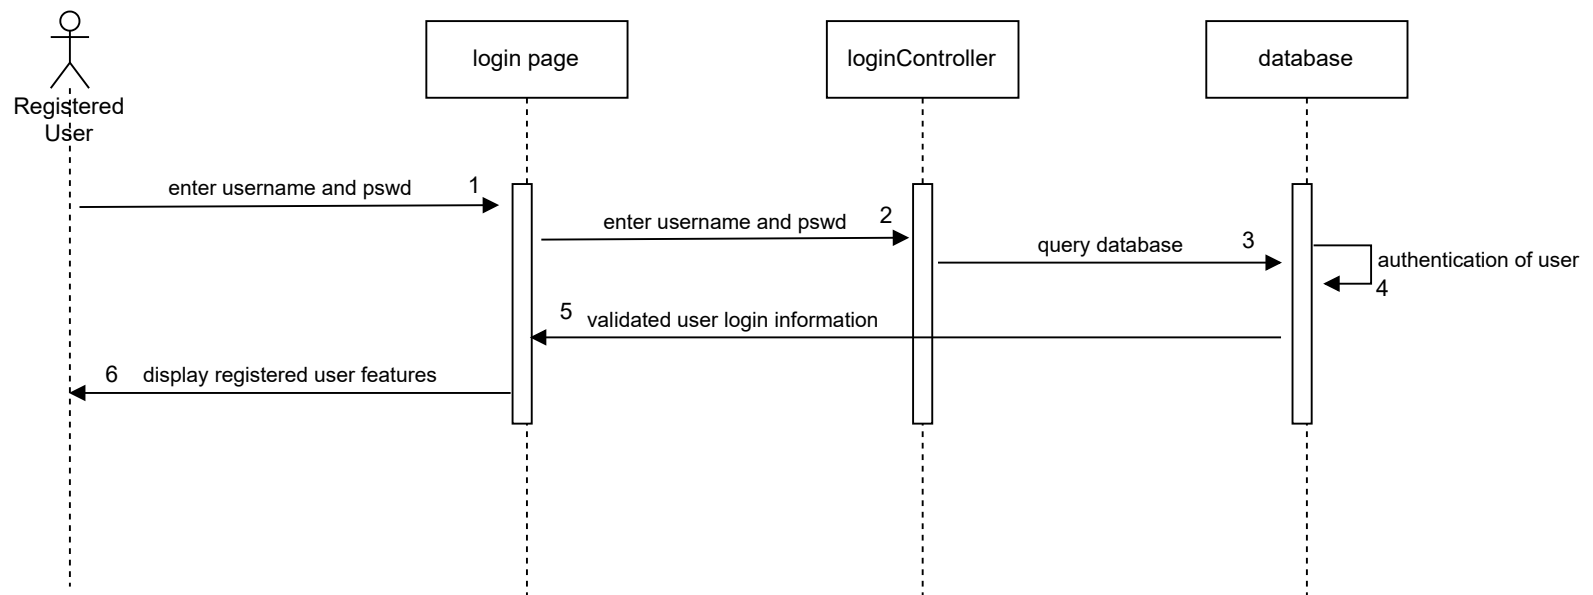 login page
loginController
database
Registered
User
enter username and pswd 1
enter username and pswd 2
query database 3
authentication of user
4
5 validated user login information
6 display registered user features